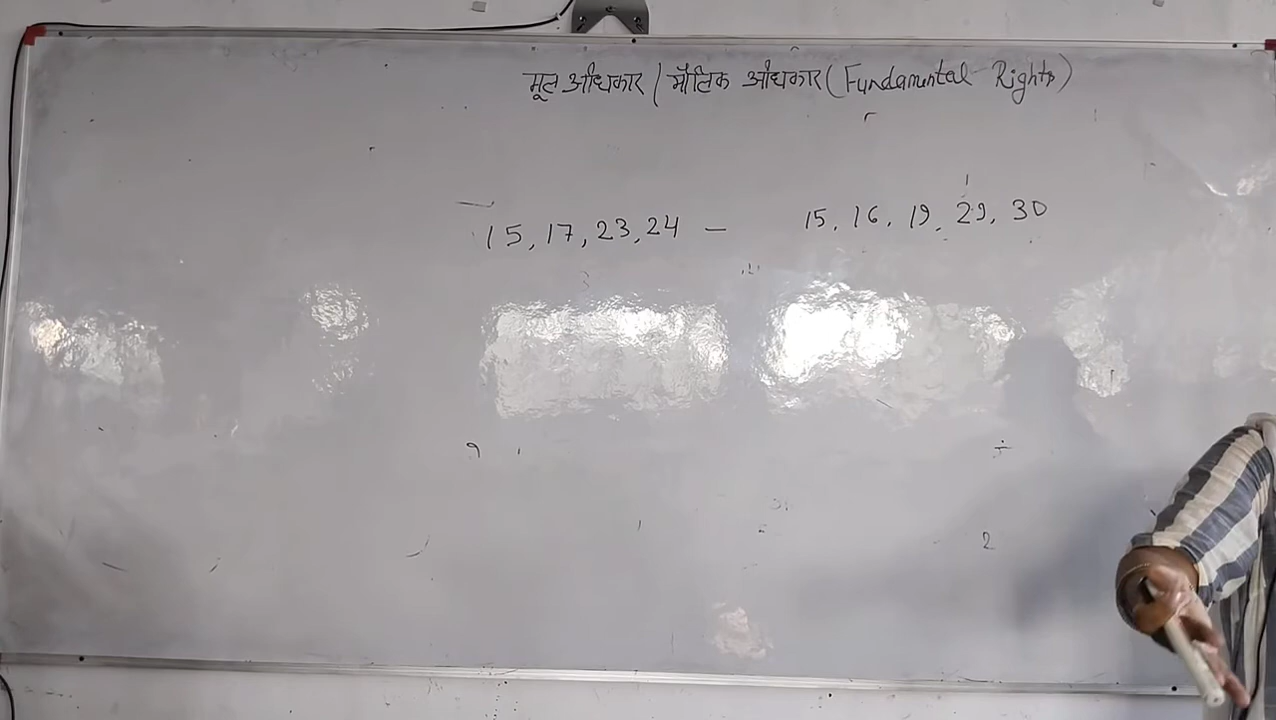 मूल अधिकार / मौलिक अधिकार ( Fundamental Rights )
15, 17, 23, 24 — 15, 16, 19, 29, 30